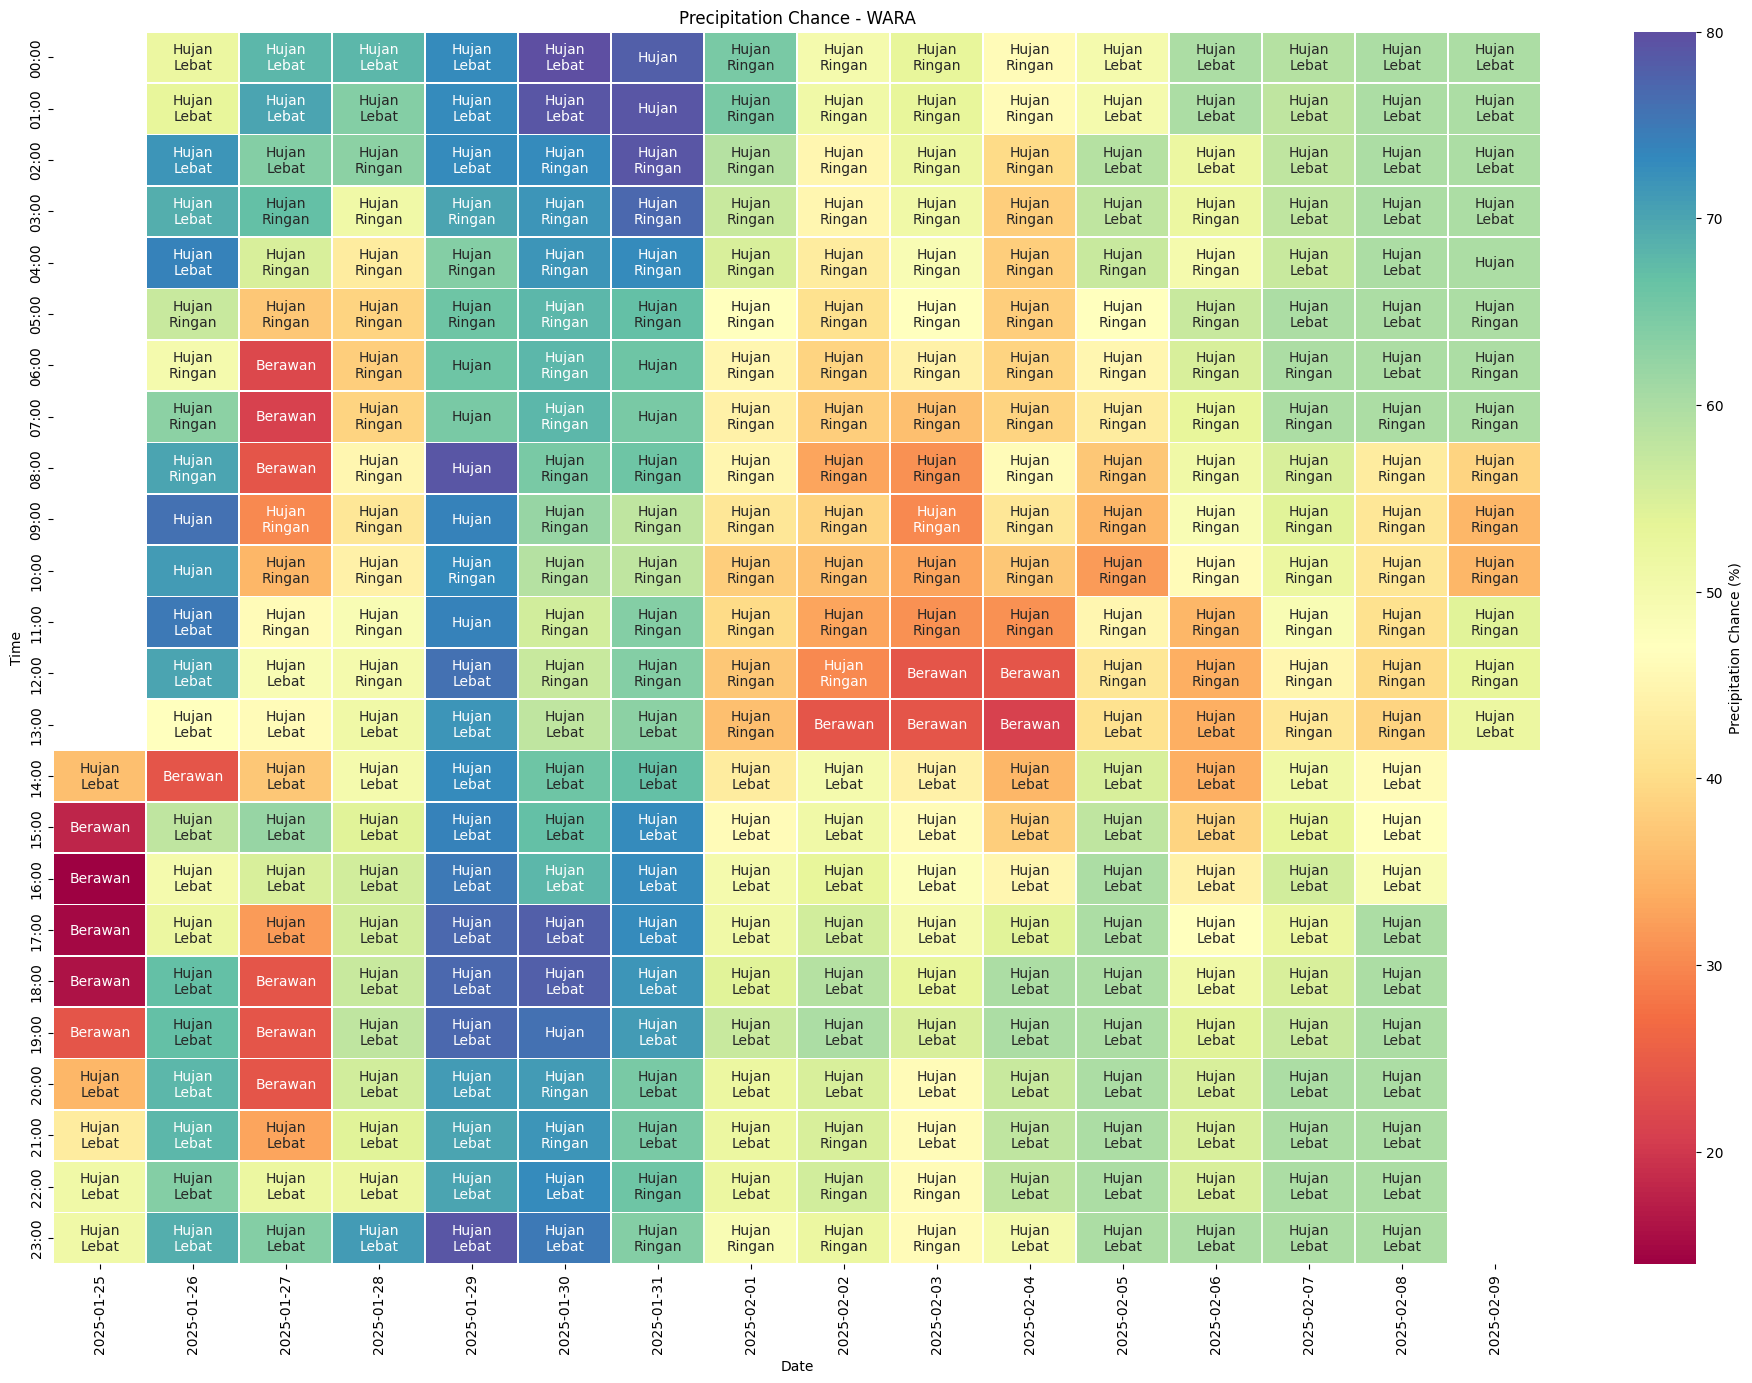 Precipitation Chance - WARA
00:00 Hujan Lebat Hujan Lebat Hujan Lebat Hujan Lebat Hujan Lebat Hujan Hujan Ringan Hujan Ringan Hujan Ringan Hujan Ringan Hujan Lebat Hujan Lebat Hujan Lebat Hujan Lebat Hujan Lebat
01:00 Hujan Lebat Hujan Lebat Hujan Lebat Hujan Lebat Hujan Lebat Hujan Hujan Ringan Hujan Ringan Hujan Ringan Hujan Ringan Hujan Lebat Hujan Lebat Hujan Lebat Hujan Lebat Hujan Lebat
02:00 Hujan Lebat Hujan Lebat Hujan Ringan Hujan Lebat Hujan Ringan Hujan Ringan Hujan Ringan Hujan Ringan Hujan Ringan Hujan Ringan Hujan Lebat Hujan Lebat Hujan Lebat Hujan Lebat Hujan Lebat
03:00 Hujan Lebat Hujan Ringan Hujan Ringan Hujan Ringan Hujan Ringan Hujan Ringan Hujan Ringan Hujan Ringan Hujan Ringan Hujan Ringan Hujan Lebat Hujan Ringan Hujan Lebat Hujan Lebat Hujan Lebat
04:00 Hujan Lebat Hujan Ringan Hujan Ringan Hujan Ringan Hujan Ringan Hujan Ringan Hujan Ringan Hujan Ringan Hujan Ringan Hujan Ringan Hujan Ringan Hujan Ringan Hujan Lebat Hujan Lebat Hujan
05:00 Hujan Ringan Hujan Ringan Hujan Ringan Hujan Ringan Hujan Ringan Hujan Ringan Hujan Ringan Hujan Ringan Hujan Ringan Hujan Ringan Hujan Ringan Hujan Ringan Hujan Lebat Hujan Lebat Hujan Ringan
06:00 Hujan Ringan Berawan Hujan Ringan Hujan Hujan Ringan Hujan Hujan Ringan Hujan Ringan Hujan Ringan Hujan Ringan Hujan Ringan Hujan Ringan Hujan Ringan Hujan Lebat Hujan Ringan
07:00 Hujan Ringan Berawan Hujan Ringan Hujan Hujan Ringan Hujan Hujan Ringan Hujan Ringan Hujan Ringan Hujan Ringan Hujan Ringan Hujan Ringan Hujan Ringan Hujan Ringan Hujan Ringan
08:00 Hujan Ringan Berawan Hujan Ringan Hujan Hujan Ringan Hujan Ringan Hujan Ringan Hujan Ringan Hujan Ringan Hujan Ringan Hujan Ringan Hujan Ringan Hujan Ringan Hujan Ringan Hujan Ringan
09:00 Hujan Hujan Ringan Hujan Ringan Hujan Hujan Ringan Hujan Ringan Hujan Ringan Hujan Ringan Hujan Ringan Hujan Ringan Hujan Ringan Hujan Ringan Hujan Ringan Hujan Ringan Hujan Ringan
10:00 Hujan Hujan Ringan Hujan Ringan Hujan Ringan Hujan Ringan Hujan Ringan Hujan Ringan Hujan Ringan Hujan Ringan Hujan Ringan Hujan Ringan Hujan Ringan Hujan Ringan Hujan Ringan Hujan Ringan
11:00 Hujan Lebat Hujan Ringan Hujan Ringan Hujan Hujan Ringan Hujan Ringan Hujan Ringan Hujan Ringan Hujan Ringan Hujan Ringan Hujan Ringan Hujan Ringan Hujan Ringan Hujan Ringan Hujan Ringan
12:00 Hujan Lebat Hujan Lebat Hujan Ringan Hujan Lebat Hujan Ringan Hujan Ringan Hujan Ringan Hujan Ringan Berawan Berawan Hujan Ringan Hujan Ringan Hujan Ringan Hujan Ringan Hujan Ringan
13:00 Hujan Lebat Hujan Lebat Hujan Lebat Hujan Lebat Hujan Lebat Hujan Lebat Hujan Ringan Berawan Berawan Berawan Hujan Lebat Hujan Lebat Hujan Ringan Hujan Ringan Hujan Lebat
14:00 Hujan Lebat Berawan Hujan Lebat Hujan Lebat Hujan Lebat Hujan Lebat Hujan Lebat Hujan Lebat Hujan Lebat Hujan Lebat Hujan Lebat Hujan Lebat Hujan Lebat Hujan Lebat Hujan Lebat
15:00 Berawan Hujan Lebat Hujan Lebat Hujan Lebat Hujan Lebat Hujan Lebat Hujan Lebat Hujan Lebat Hujan Lebat Hujan Lebat Hujan Lebat Hujan Lebat Hujan Lebat Hujan Lebat Hujan Lebat
16:00 Berawan Hujan Lebat Hujan Lebat Hujan Lebat Hujan Lebat Hujan Lebat Hujan Lebat Hujan Lebat Hujan Lebat Hujan Lebat Hujan Lebat Hujan Lebat Hujan Lebat Hujan Lebat Hujan Lebat
17:00 Berawan Hujan Lebat Hujan Lebat Hujan Lebat Hujan Lebat Hujan Lebat Hujan Lebat Hujan Lebat Hujan Lebat Hujan Lebat Hujan Lebat Hujan Lebat Hujan Lebat Hujan Lebat Hujan Lebat
18:00 Berawan Hujan Lebat Berawan Hujan Lebat Hujan Lebat Hujan Lebat Hujan Lebat Hujan Lebat Hujan Lebat Hujan Lebat Hujan Lebat Hujan Lebat Hujan Lebat Hujan Lebat Hujan Lebat
19:00 Berawan Hujan Lebat Berawan Hujan Lebat Hujan Lebat Hujan Hujan Lebat Hujan Lebat Hujan Lebat Hujan Lebat Hujan Lebat Hujan Lebat Hujan Lebat Hujan Lebat Hujan Lebat
20:00 Hujan Lebat Hujan Lebat Berawan Hujan Lebat Hujan Lebat Hujan Ringan Hujan Lebat Hujan Lebat Hujan Lebat Hujan Lebat Hujan Lebat Hujan Lebat Hujan Lebat Hujan Lebat Hujan Lebat
21:00 Hujan Lebat Hujan Lebat Hujan Lebat Hujan Lebat Hujan Lebat Hujan Ringan Hujan Lebat Hujan Lebat Hujan Ringan Hujan Lebat Hujan Lebat Hujan Lebat Hujan Lebat Hujan Lebat Hujan Lebat
22:00 Hujan Lebat Hujan Lebat Hujan Lebat Hujan Lebat Hujan Lebat Hujan Lebat Hujan Ringan Hujan Lebat Hujan Ringan Hujan Ringan Hujan Lebat Hujan Lebat Hujan Lebat Hujan Lebat Hujan Lebat
23:00 Hujan Lebat Hujan Lebat Hujan Lebat Hujan Lebat Hujan Lebat Hujan Lebat Hujan Ringan Hujan Ringan Hujan Ringan Hujan Ringan Hujan Lebat Hujan Lebat Hujan Lebat Hujan Lebat Hujan Lebat
Time
2025-01-25 2025-01-26 2025-01-27 2025-01-28 2025-01-29 2025-01-30 2025-01-31 2025-02-01 2025-02-02 2025-02-03 2025-02-04 2025-02-05 2025-02-06 2025-02-07 2025-02-08 2025-02-09
Date
80
70
60
50
40
30
20
Precipitation Chance (%)